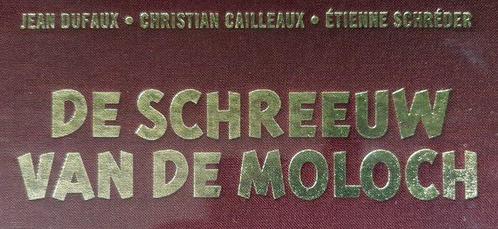 JEAN DUFAUX • CHRISTIAN CAILLEAUX • ÉTIENNE SCHRÉDER
DE SCHREEUW
VAN DE MOLOCH